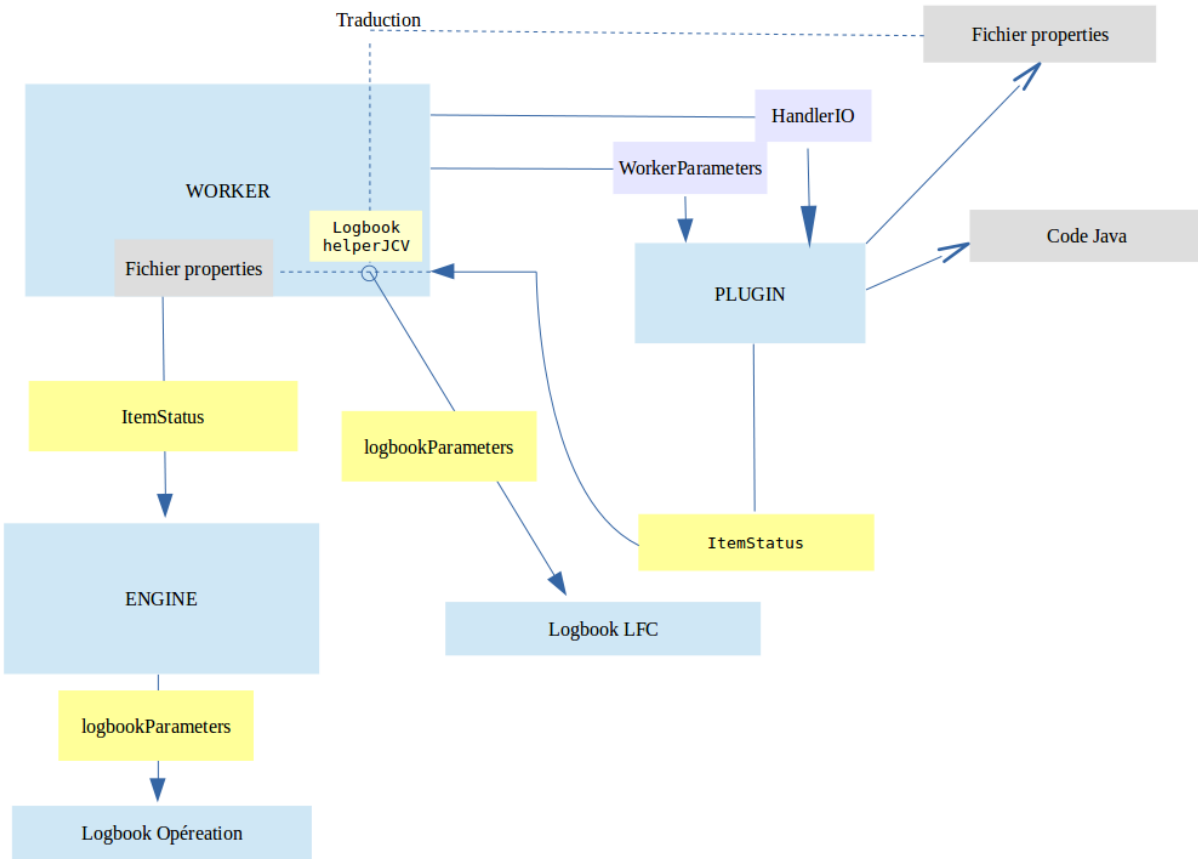 Traduction
Fichier properties
HandlerIO
WorkerParameters
WORKER
Logbook
helperJCV
Fichier properties
Code Java
PLUGIN
ItemStatus
logbookParameters
ItemStatus
ENGINE
Logbook LFC
logbookParameters
Logbook Opéreation